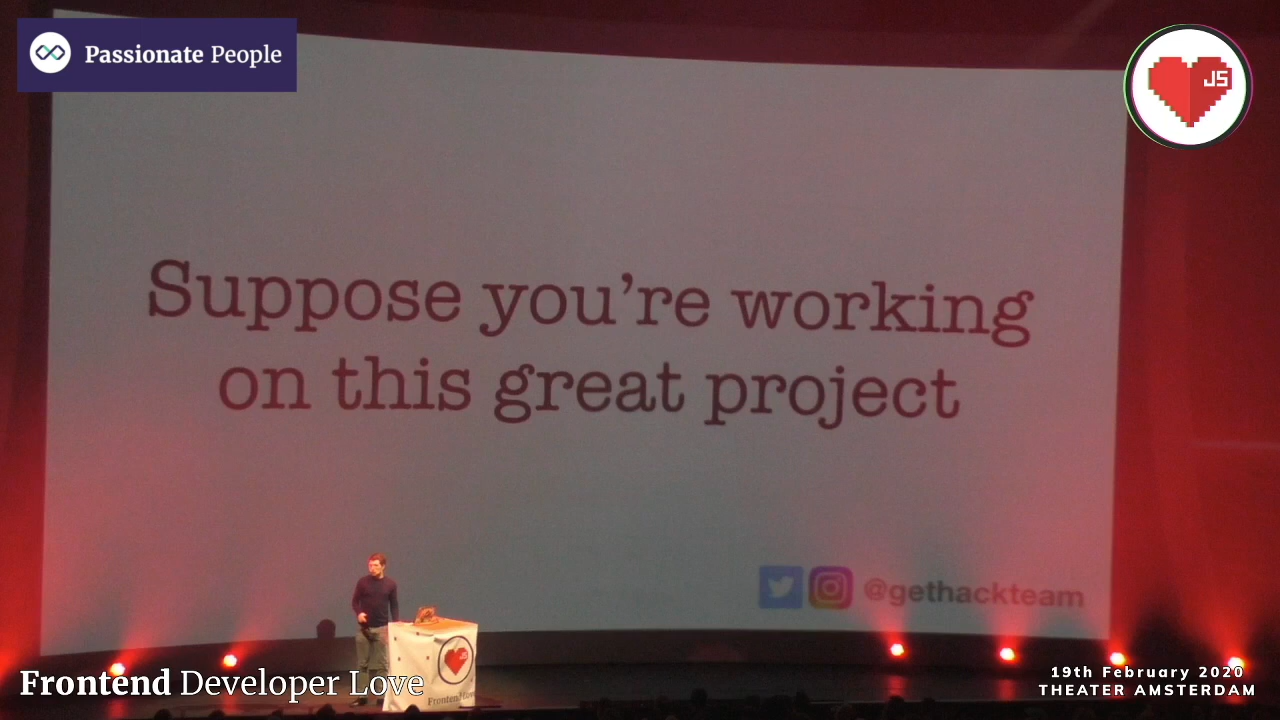 Passionate People
JS
Suppose you’re working
on this great project
@gethackteam
Frontend Developer Love
19th February 2020
THEATER AMSTERDAM